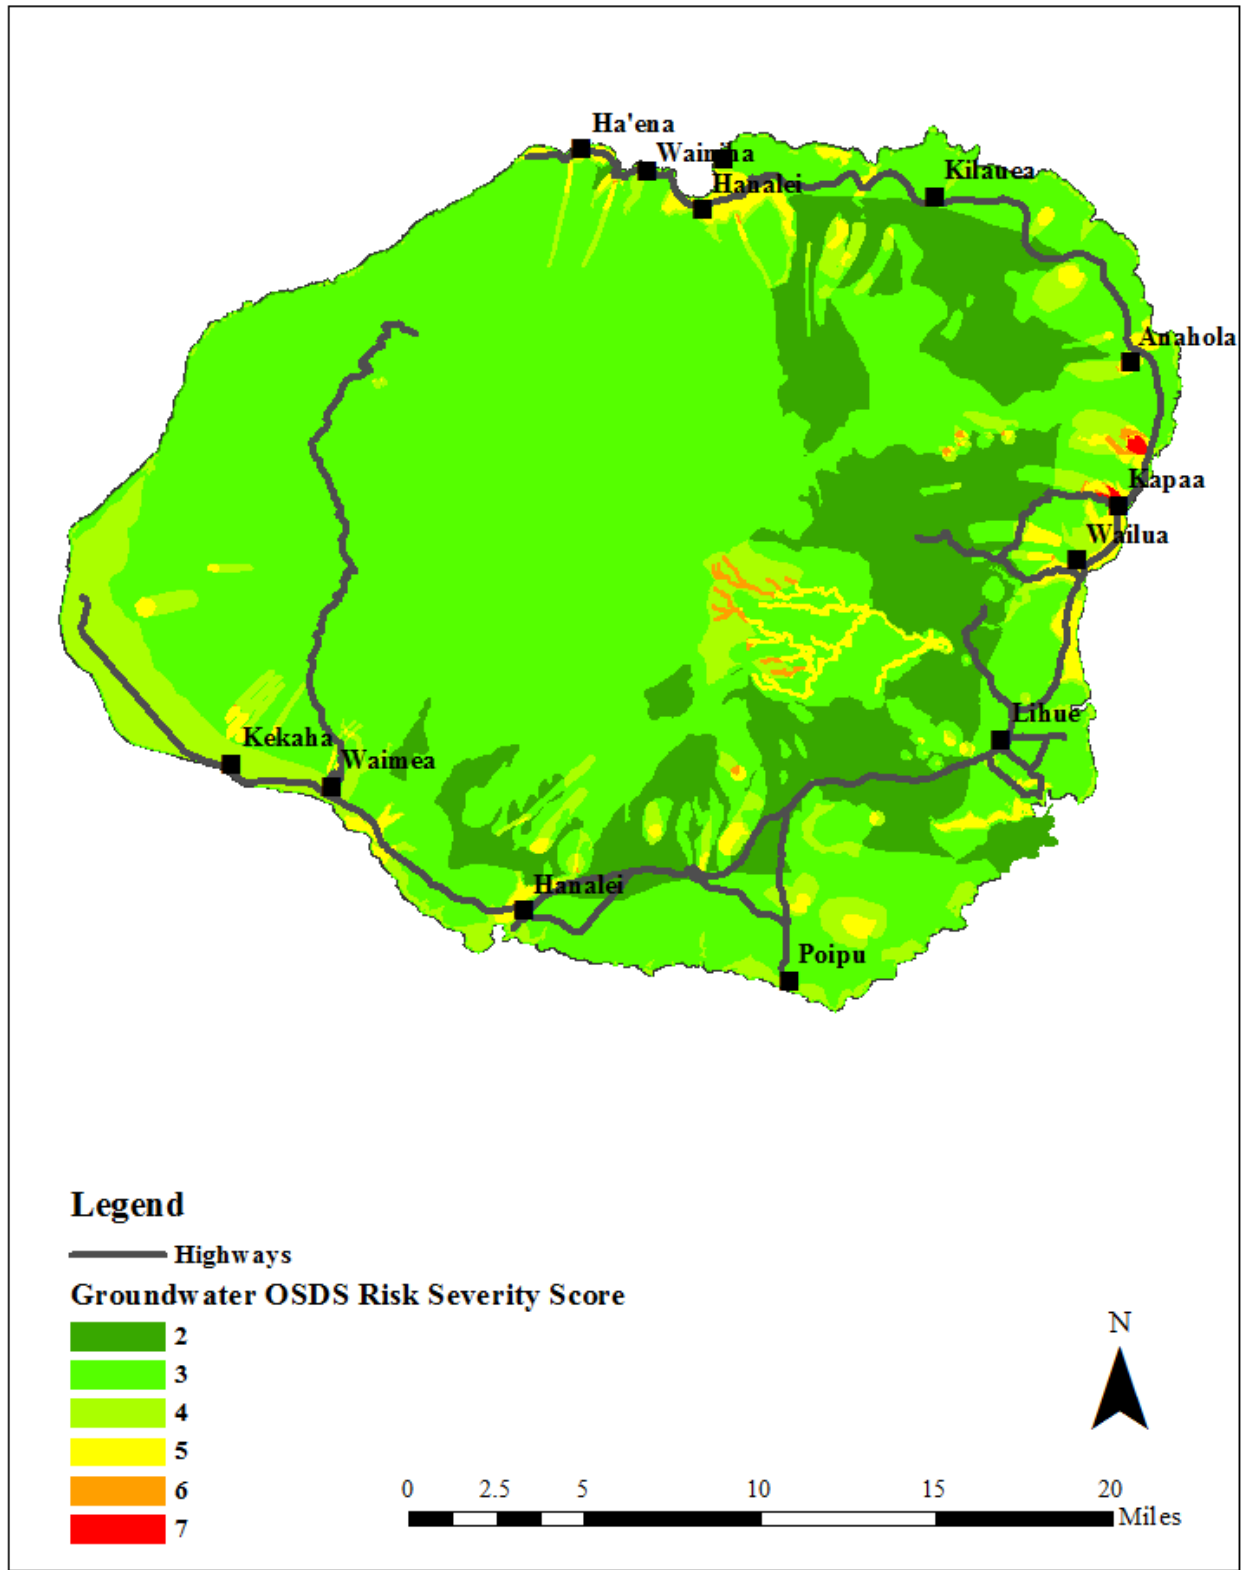 Ha'ena
Wainiha
Hanalei
Kilauea
Anahola
Kapaa
Wailua
Lihue
Kekaha
Waimea
Hanalei
Poipu
Legend
Highways
Groundwater OSDS Risk Severity Score
2
3
4
5
6
7
N
0 2.5 5 10 15 20
Miles